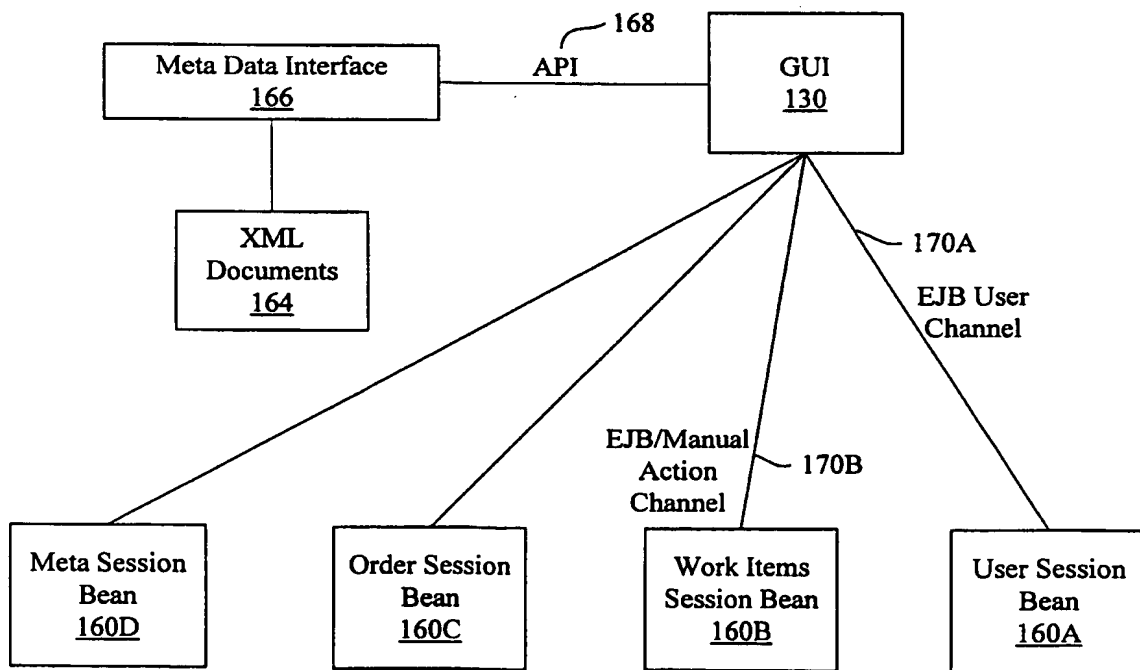 168
Meta Data Interface
166
API
GUI
130
XML
Documents
164
170A
EJB User
Channel
EJB/Manual
Action
Channel
170B
Meta Session
Bean
160D
Order Session
Bean
160C
Work Items
Session Bean
160B
User Session
Bean
160A